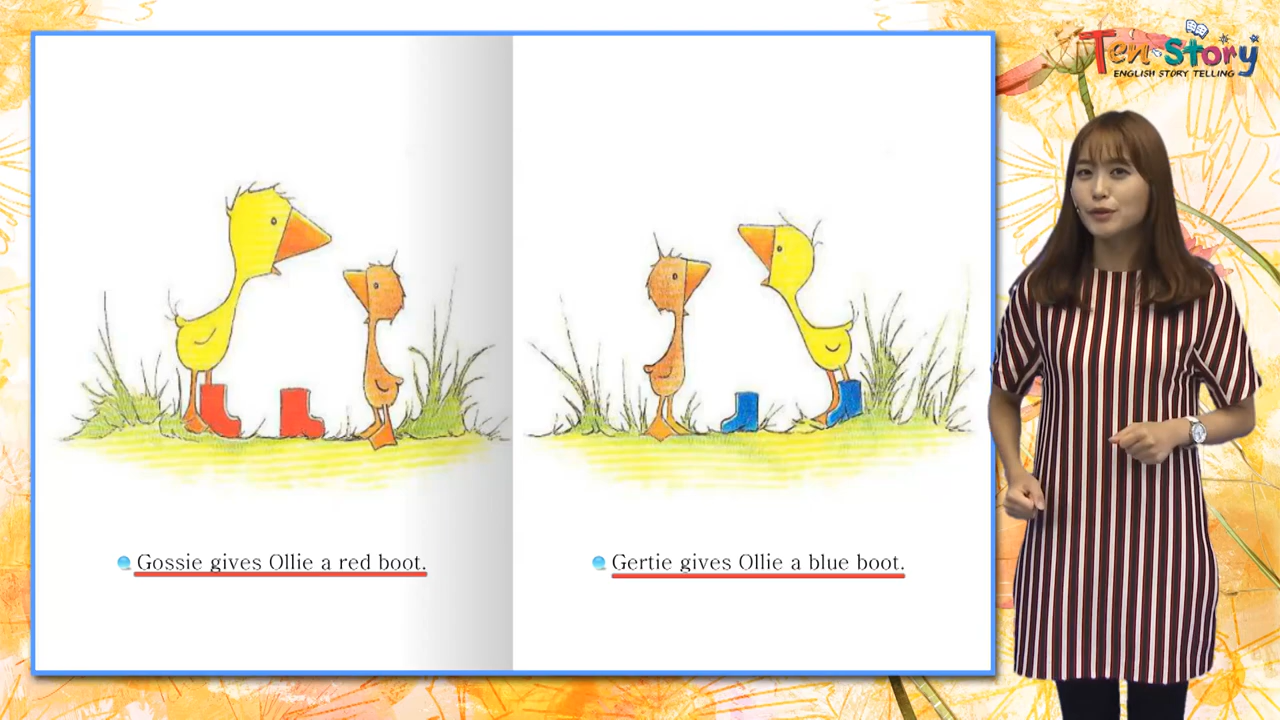 Ten Story
ENGLISH STORY TELLING
Gossie gives Ollie a red boot.
Gertie gives Ollie a blue boot.